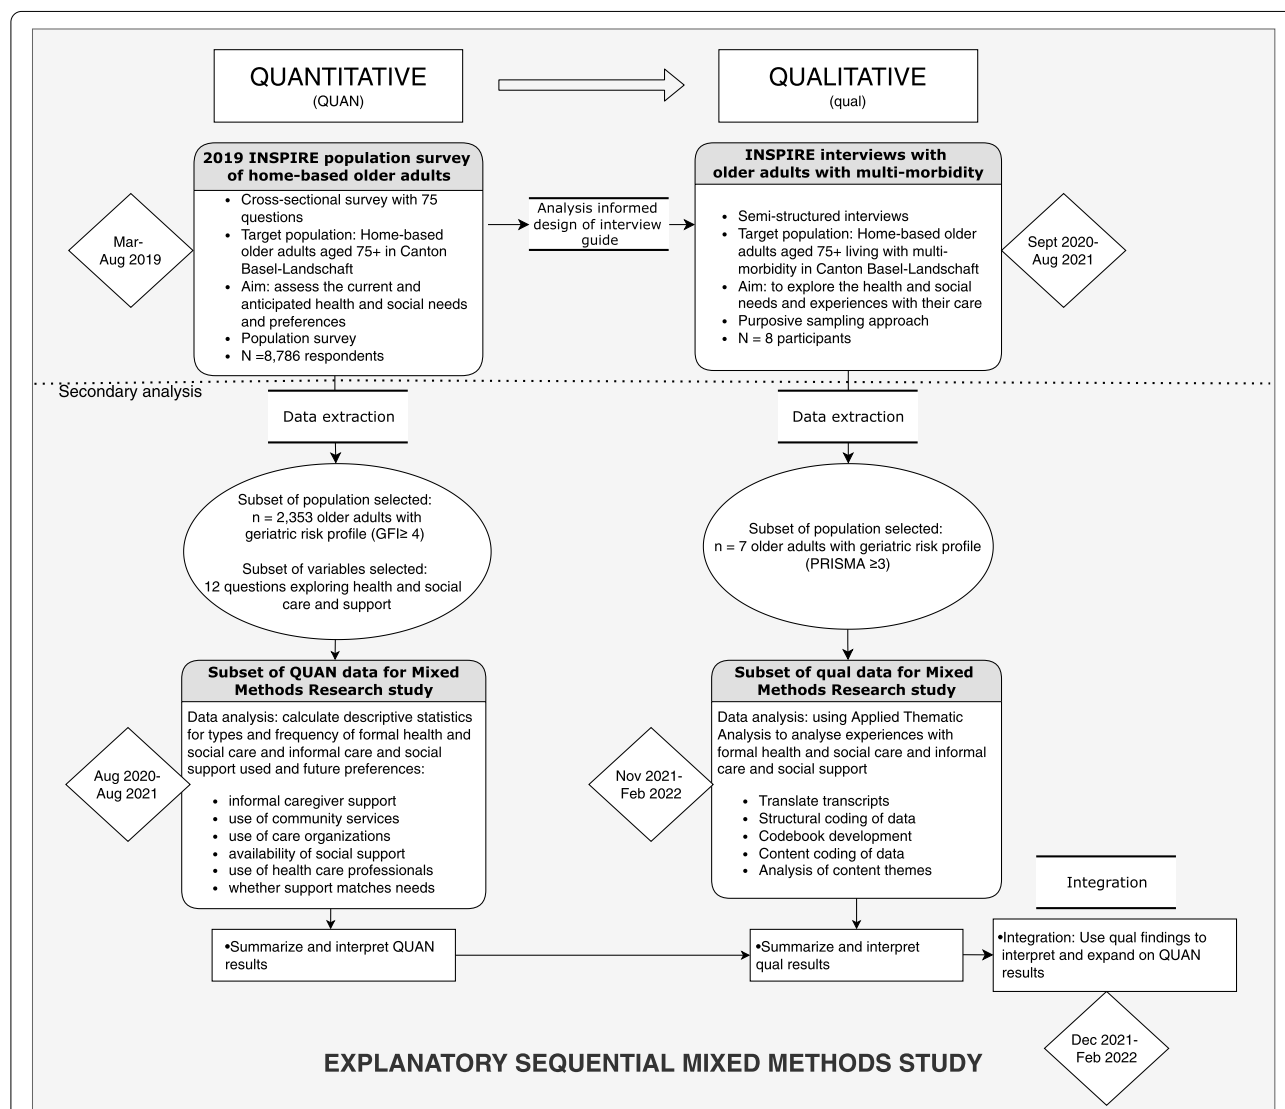 QUANTITATIVE
(QUAN)
QUALITATIVE
(qual)
2019 INSPIRE population survey
of home-based older adults
• Cross-sectional survey with 75
questions
• Target population: Home-based
older adults aged 75+ in Canton
Basel-Landschaft
• Aim: assess the current and
anticipated health and social needs
and preferences
• Population survey
• N =8,786 respondents
Mar-
Aug 2019
Analysis informed
design of interview
guide
INSPIRE interviews with
older adults with multi-morbidity
• Semi-structured interviews
• Target population: Home-based older
adults aged 75+ living with multi-
morbidity in Canton Basel-Landschaft
• Aim: to explore the health and social
needs and experiences with their care
• Purposive sampling approach
• N = 8 participants
Sept 2020-
Aug 2021
Secondary analysis
Data extraction
Data extraction
Subset of population selected:
n = 2,353 older adults with
geriatric risk profile (GFI≥ 4)
Subset of variables selected:
12 questions exploring health and social
care and support
Subset of population selected:
n = 7 older adults with geriatric risk profile
(PRISMA ≥3)
Subset of QUAN data for Mixed
Methods Research study
Data analysis: calculate descriptive statistics
for types and frequency of formal health and
social care and informal care and social
support used and future preferences:
• informal caregiver support
• use of community services
• use of care organizations
• availability of social support
• use of health care professionals
• whether support matches needs
Aug 2020-
Aug 2021
Subset of qual data for Mixed
Methods Research study
Data analysis: using Applied Thematic
Analysis to analyse experiences with
formal health and social care and informal
care and social support
• Translate transcripts
• Structural coding of data
• Codebook development
• Content coding of data
• Analysis of content themes
Nov 2021-
Feb 2022
Integration
•Summarize and interpret QUAN
results
•Summarize and interpret
qual results
•Integration: Use qual findings to
interpret and expand on QUAN
results
Dec 2021-
Feb 2022
EXPLANATORY SEQUENTIAL MIXED METHODS STUDY